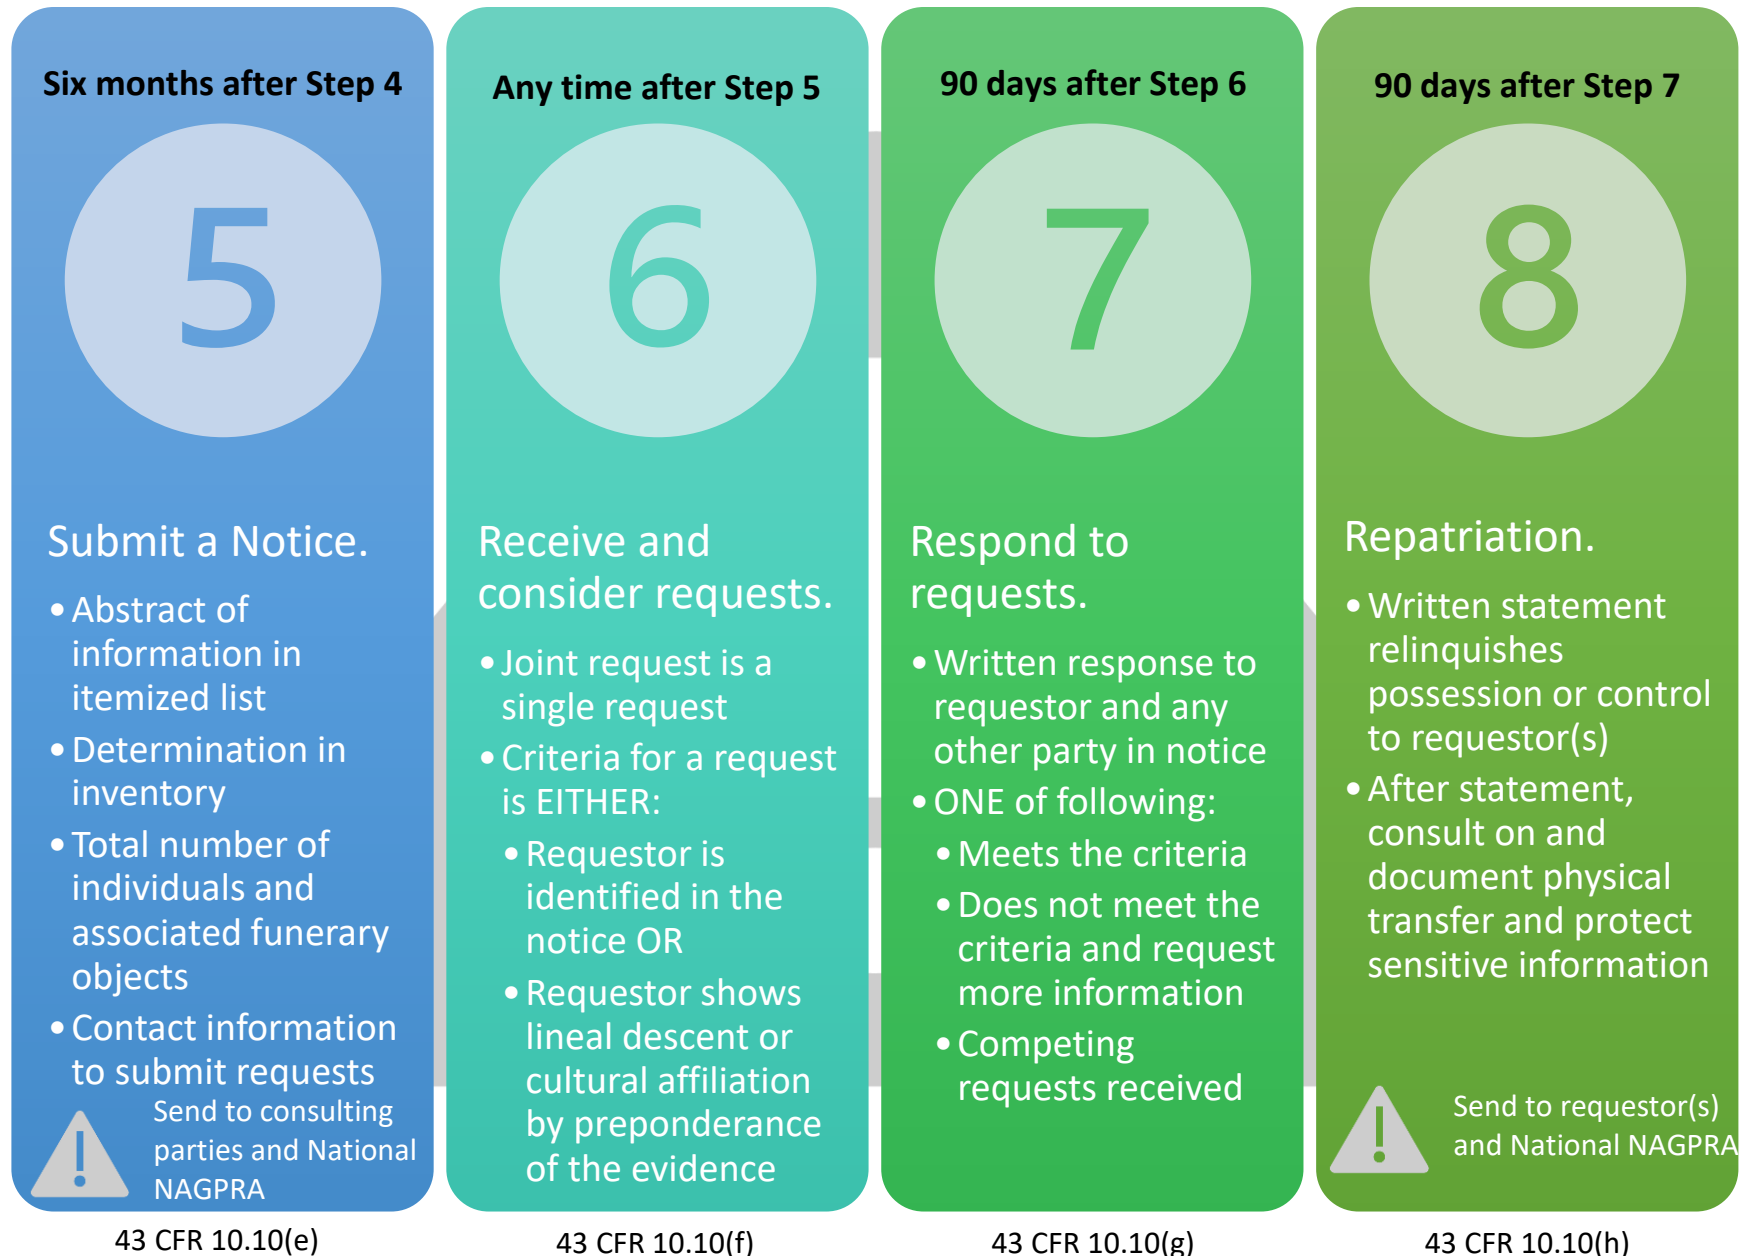 Six months after Step 4
5
Submit a Notice.
• Abstract of
information in
itemized list
• Determination in
inventory
• Total number of
individuals and
associated funerary
objects
• Contact information
to submit requests
!
Send to consulting
parties and National
NAGPRA
43 CFR 10.10(e)
Any time after Step 5
6
Receive and
consider requests.
• Joint request is a
single request
• Criteria for a request
is EITHER:
• Requestor is
identified in the
notice OR
• Requestor shows
lineal descent or
cultural affiliation
by preponderance
of the evidence
43 CFR 10.10(f)
90 days after Step 6
7
Respond to
requests.
• Written response to
requestor and any
other party in notice
• ONE of following:
• Meets the criteria
• Does not meet the
criteria and request
more information
• Competing
requests received
43 CFR 10.10(g)
90 days after Step 7
8
Repatriation.
• Written statement
relinquishes
possession or control
to requestor(s)
• After statement,
consult on and
document physical
transfer and protect
sensitive information
!
Send to requestor(s)
and National NAGPRA
43 CFR 10.10(h)